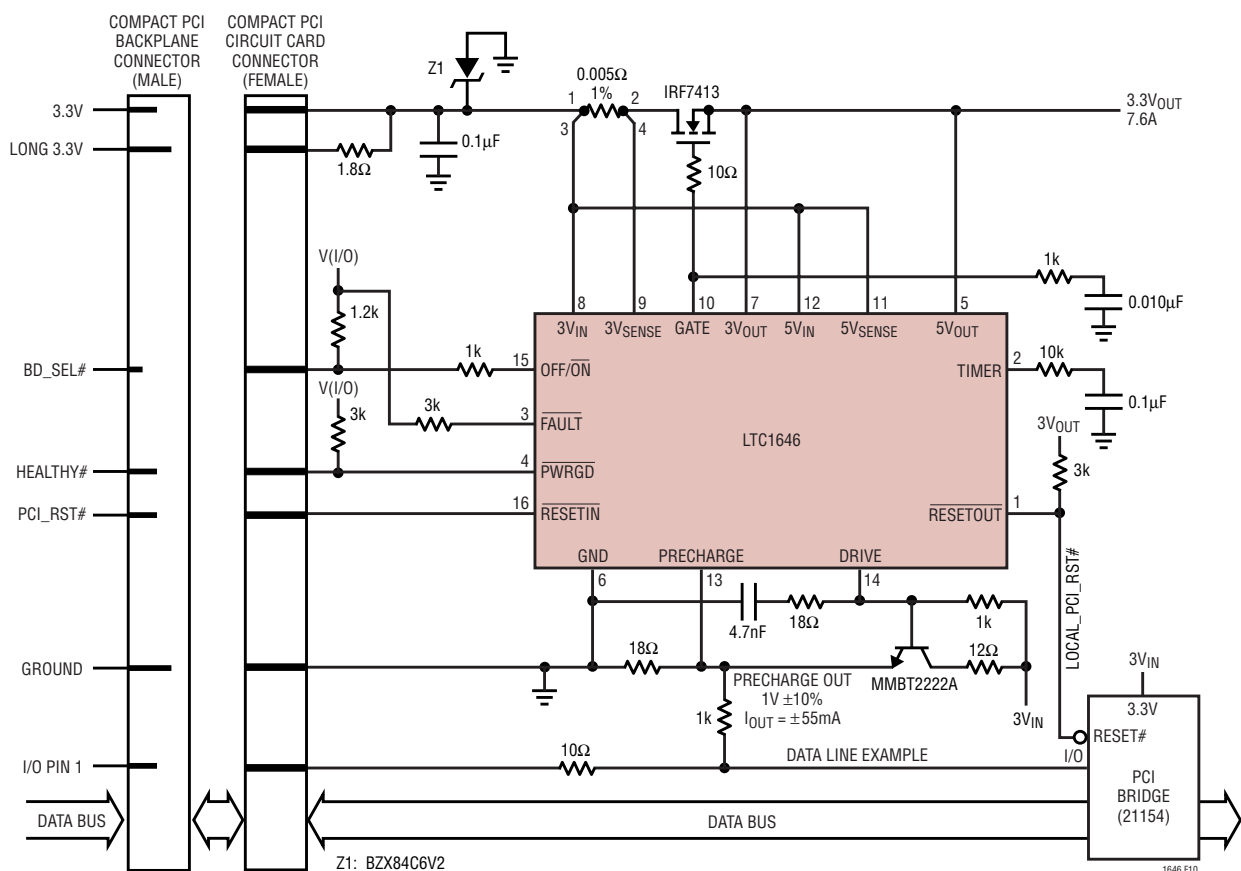 COMPACT PCI
BACKPLANE
CONNECTOR
(MALE)
COMPACT PCI
CIRCUIT CARD
CONNECTOR
(FEMALE)
Z1
0.005Ω
1%
IRF7413
3.3V
1
2
3
4
3.3VOUT
7.6A
LONG 3.3V
1.8Ω
0.1µF
10Ω
V(I/O)
1.2k
1k
0.010µF
8
9
10
7
12
11
5
3VIN
3VSENSE
GATE
3VOUT
5VIN
5VSENSE
5VOUT
BD_SEL#
1k
15
OFF/ON
TIMER
2
10k
V(I/O)
3k
3k
3
FAULT
LTC1646
0.1µF
3VOUT
3k
HEALTHY#
4
PWRGD
PCI_RST#
16
RESETIN
RESETOUT
1
GND
PRECHARGE
DRIVE
6
13
14
4.7nF
18Ω
1k
LOCAL_PCI_RST#
GROUND
18Ω
12Ω
MMBT2222A
PRECHARGE OUT
1V ±10%
IOUT = ±55mA
1k
3VIN
3VIN
3.3V
RESET#
I/O PIN 1
10Ω
DATA LINE EXAMPLE
I/O
PCI
BRIDGE
(21154)
DATA BUS
DATA BUS
Z1: BZX84C6V2
1646 F10